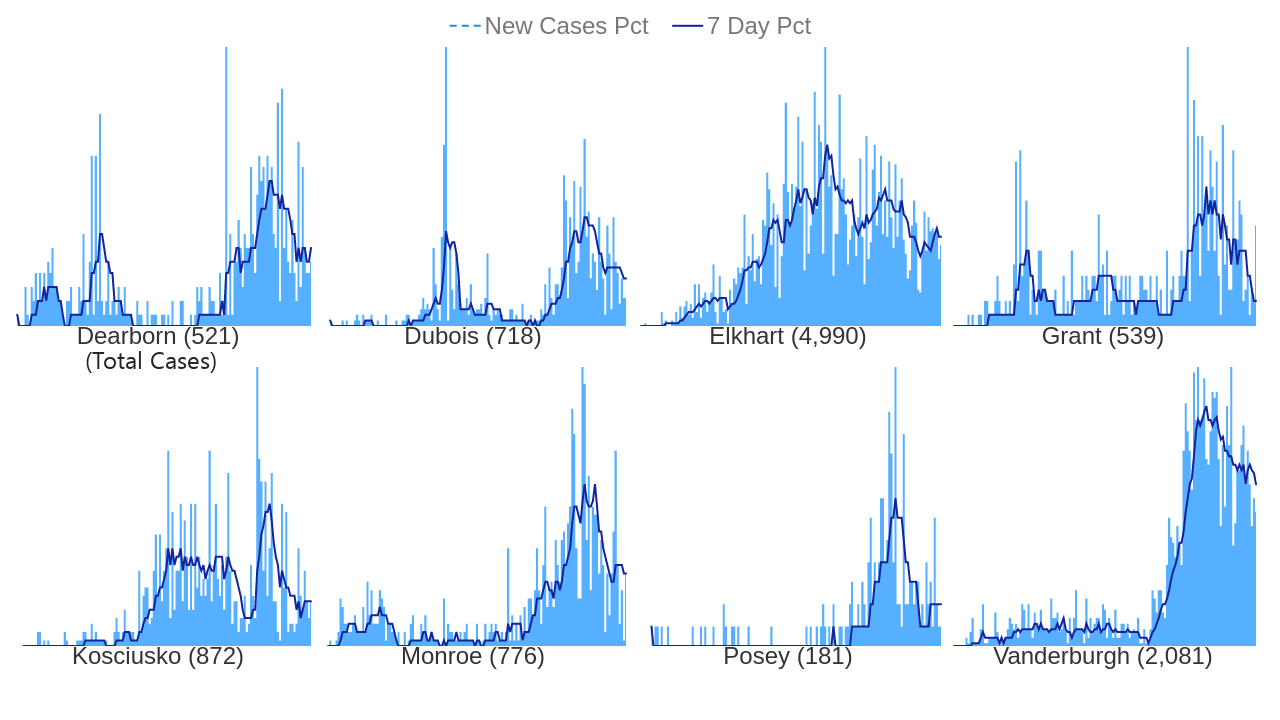 New Cases Pct 7 Day Pct
Dearborn (521) Dubois (718) Elkhart (4,990) Grant (539)
(Total Cases)
Kosciusko (872) Monroe (776) Posey (181) Vanderburgh (2,081)